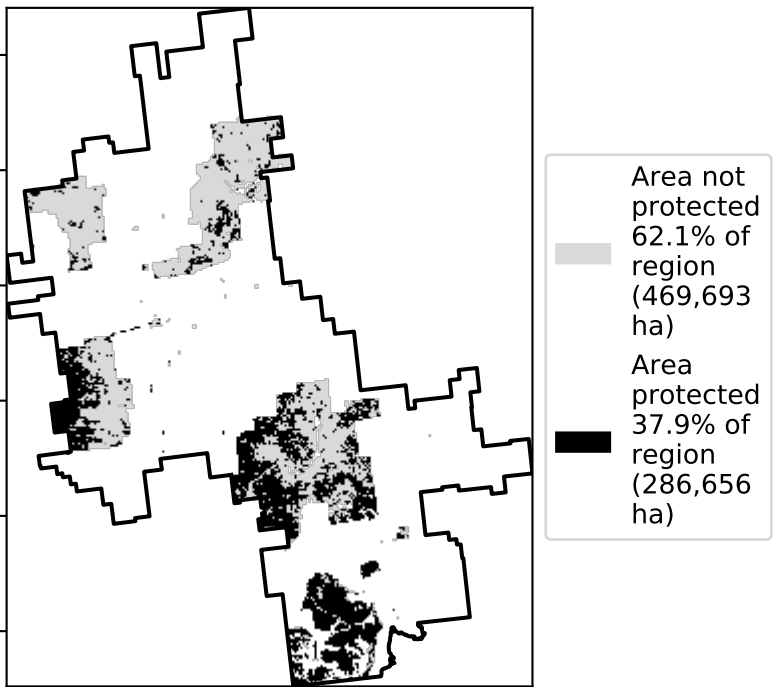 Area not
protected
62.1% of
region
(469,693
ha)
Area
protected
37.9% of
region
(286,656
ha)